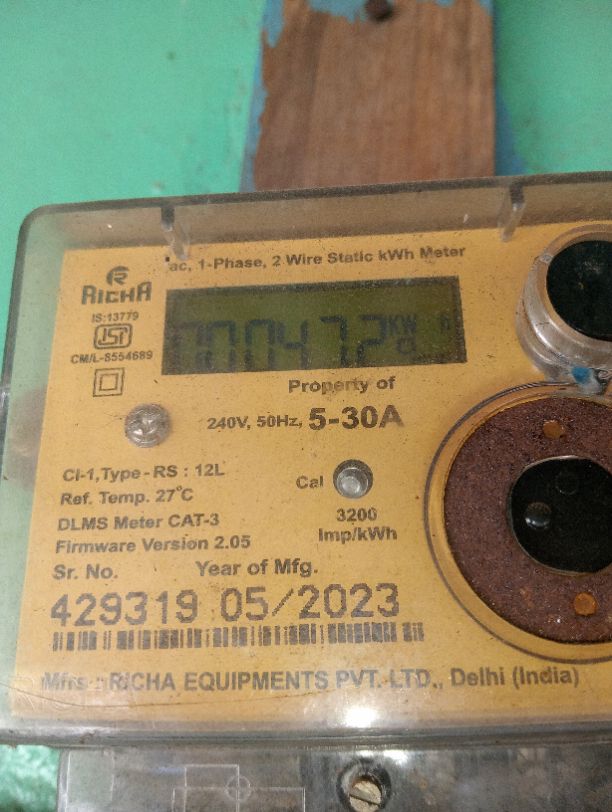 ac, 1-Phase, 2 Wire Static kWh Meter
RICHA
IS:13779
ISI
CM/L-8554689
KW
Property of
240V, 50Hz, 5-30A
Cl-1, Type - RS : 12L
Ref. Temp. 27°C
Cal
DLMS Meter CAT-3
3200
Imp/kWh
Firmware Version 2.05
Sr. No. Year of Mfg.
429319 05/2023
Mfrs.: RICHA EQUIPMENTS PVT. LTD., Delhi (India)